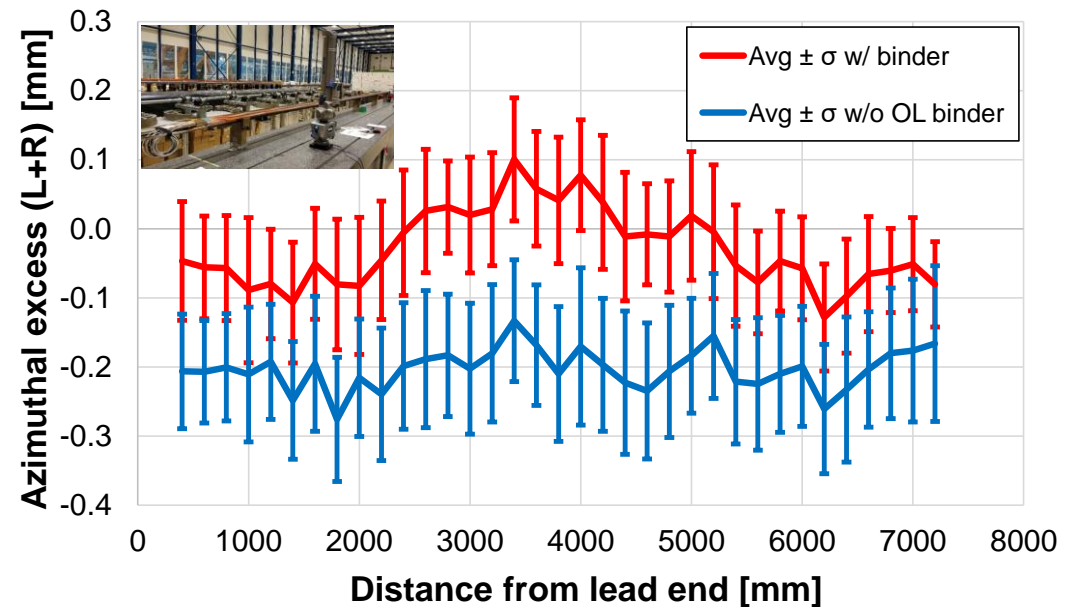 Azimuthal excess (L+R) [mm]
0.3
0.2
0.1
0.0
-0.1
-0.2
-0.3
-0.4
Avg ± σ w/ binder
Avg ± σ w/o OL binder
0 1000 2000 3000 4000 5000 6000 7000 8000
Distance from lead end [mm]